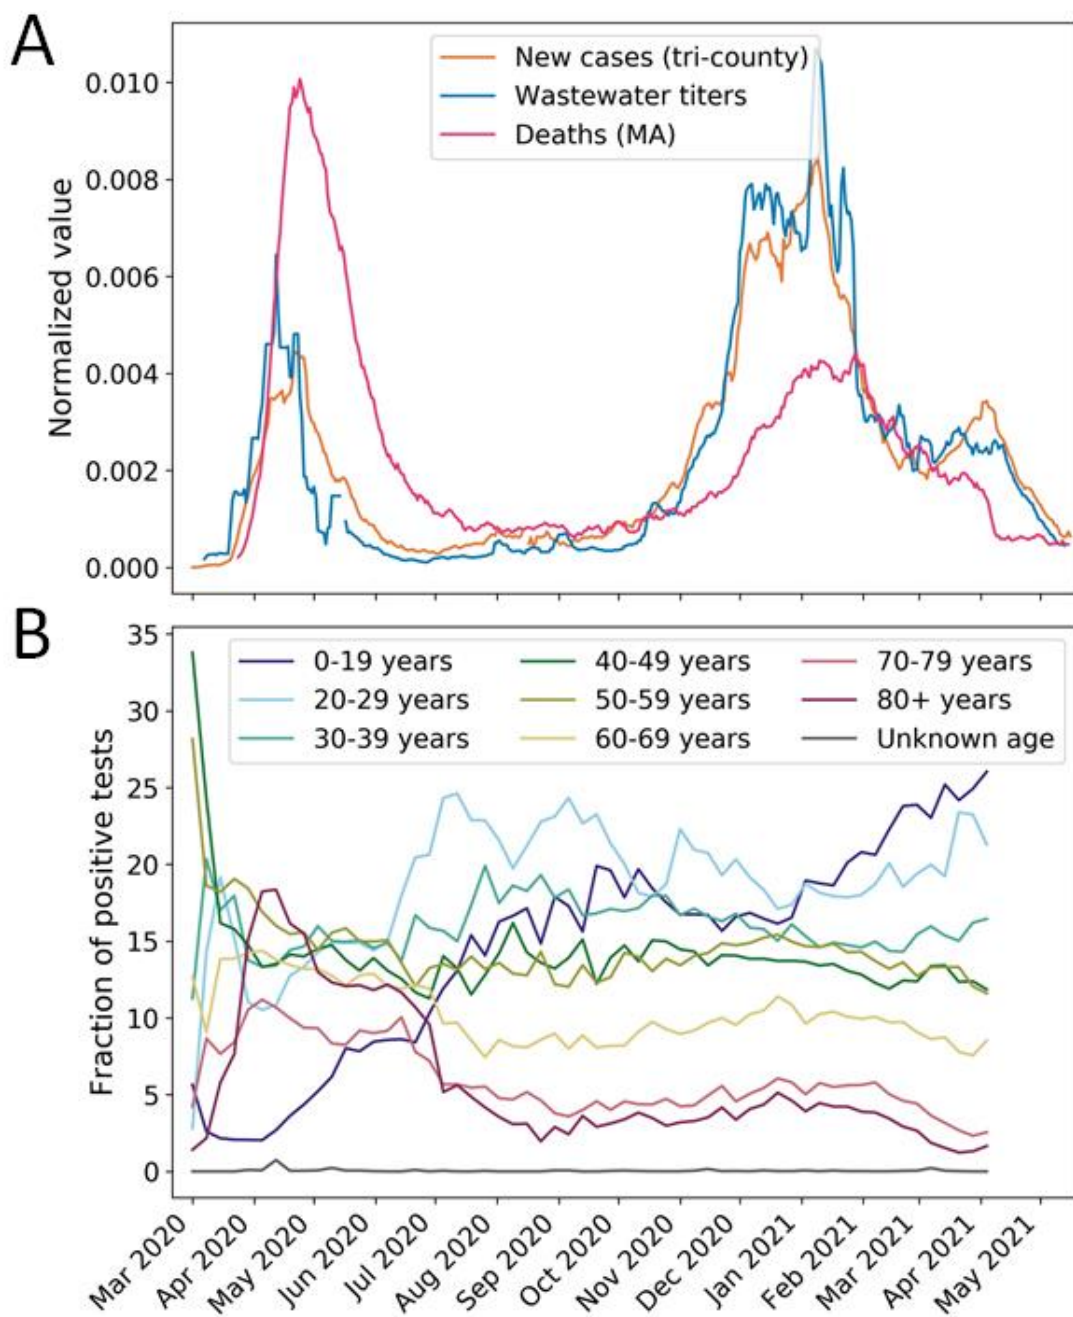 A
New cases (tri-county)
Wastewater titers
Deaths (MA)
Normalized value
0.010
0.008
0.006
0.004
0.002
0.000
B
0-19 years
20-29 years
30-39 years
40-49 years
50-59 years
60-69 years
70-79 years
80+ years
Unknown age
Fraction of positive tests
35
30
25
20
15
10
5
0
Mar 2020
Apr 2020
May 2020
Jun 2020
Jul 2020
Aug 2020
Sep 2020
Oct 2020
Nov 2020
Dec 2020
Jan 2021
Feb 2021
Mar 2021
Apr 2021
May 2021